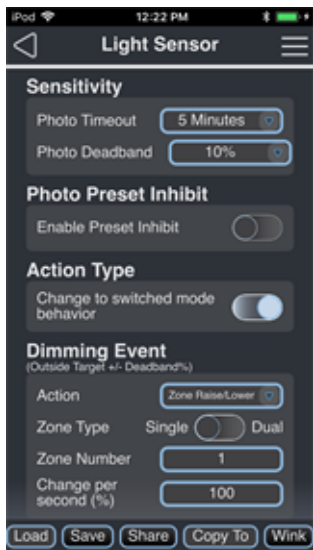 iPod 12:22 PM
Light Sensor
Sensitivity
Photo Timeout 5 Minutes
Photo Deadband 10%
Photo Preset Inhibit
Enable Preset Inhibit
Action Type
Change to switched mode
behavior
Dimming Event
(Outside Target +/- Deadband%)
Action Zone Raise/Lower
Zone Type Single Dual
Zone Number 1
Change per
second (%) 100
Load Save Share Copy To Wink